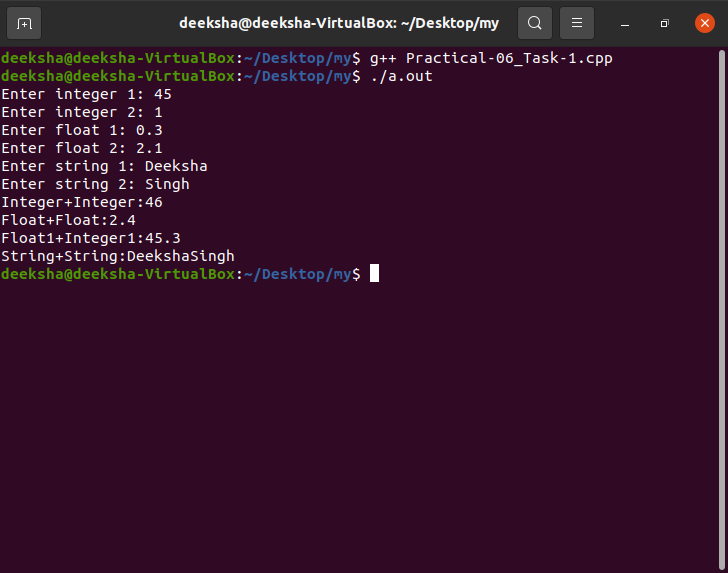 deeksha@deeksha-VirtualBox: ~/Desktop/my
deeksha@deeksha-VirtualBox:~/Desktop/my$ g++ Practical-06_Task-1.cpp
deeksha@deeksha-VirtualBox:~/Desktop/my$ ./a.out
Enter integer 1: 45
Enter integer 2: 1
Enter float 1: 0.3
Enter float 2: 2.1
Enter string 1: Deeksha
Enter string 2: Singh
Integer+Integer:46
Float+Float:2.4
Float1+Integer1:45.3
String+String:DeekshaSingh
deeksha@deeksha-VirtualBox:~/Desktop/my$